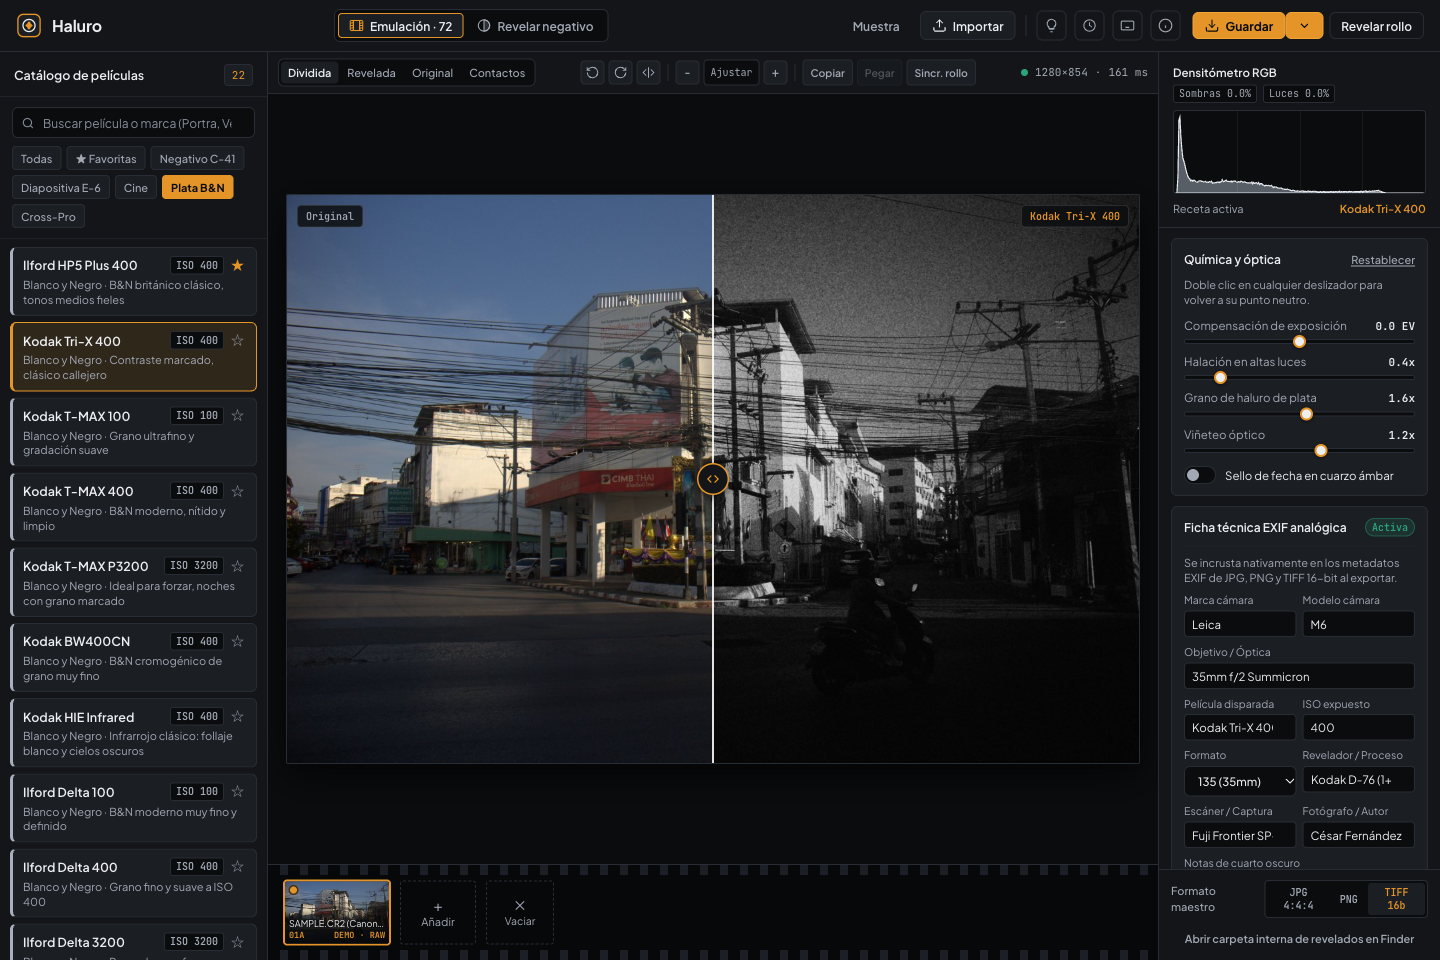 Haluro
Emulación · 72
Revelar negativo
Muestra
Importar
Guardar
Revelar rollo
Catálogo de películas
22
Buscar película o marca (Portra, Ve
Todas
Favoritas
Negativo C-41
Diapositiva E-6
Cine
Plata B&N
Cross-Pro
Ilford HP5 Plus 400
ISO 400
Blanco y Negro · B&N británico clásico,
tonos medios fieles
Kodak Tri-X 400
ISO 400
Blanco y Negro · Contraste marcado,
clásico callejero
Kodak T-MAX 100
ISO 100
Blanco y Negro · Grano ultrafino y
gradación suave
Kodak T-MAX 400
ISO 400
Blanco y Negro · B&N moderno, nítido y
limpio
Kodak T-MAX P3200
ISO 3200
Blanco y Negro · Ideal para forzar, noches
con grano marcado
Kodak BW400CN
ISO 400
Blanco y Negro · B&N cromogénico de
grano muy fino
Kodak HIE Infrared
ISO 400
Blanco y Negro · Infrarrojo clásico: follaje
blanco y cielos oscuros
Ilford Delta 100
ISO 100
Blanco y Negro · B&N moderno muy fino y
definido
Ilford Delta 400
ISO 400
Blanco y Negro · Grano fino y suave a ISO
400
Ilford Delta 3200
ISO 3200
Dividida
Revelada
Original
Contactos
-
Ajustar
+
Copiar
Pegar
Sincr. rollo
1280×854 · 161 ms
Original
Kodak Tri-X 400
CIMB THAI
SAMPLE.CR2 (Canon...
01A
DEMO · RAW
+
Añadir
Vaciar
Densitómetro RGB
Sombras 0.0%
Luces 0.0%
Receta activa
Kodak Tri-X 400
Química y óptica
Restablecer
Doble clic en cualquier deslizador para
volver a su punto neutro.
Compensación de exposición
0.0 EV
Halación en altas luces
0.4x
Grano de haluro de plata
1.6x
Viñeteo óptico
1.2x
Sello de fecha en cuarzo ámbar
Ficha técnica EXIF analógica
Activa
Se incrusta nativamente en los metadatos
EXIF de JPG, PNG y TIFF 16-bit al exportar.
Marca cámara
Modelo cámara
Leica
M6
Objetivo / Óptica
35mm f/2 Summicron
Película disparada
ISO expuesto
Kodak Tri-X 40
400
Formato
Revelador / Proceso
135 (35mm)
Kodak D-76 (1+
Escáner / Captura
Fotógrafo / Autor
Fuji Frontier SP
César Fernández
Notas de cuarto oscuro
Formato
maestro
JPG
4:4:4
PNG
TIFF
16b
Abrir carpeta interna de revelados en Finder